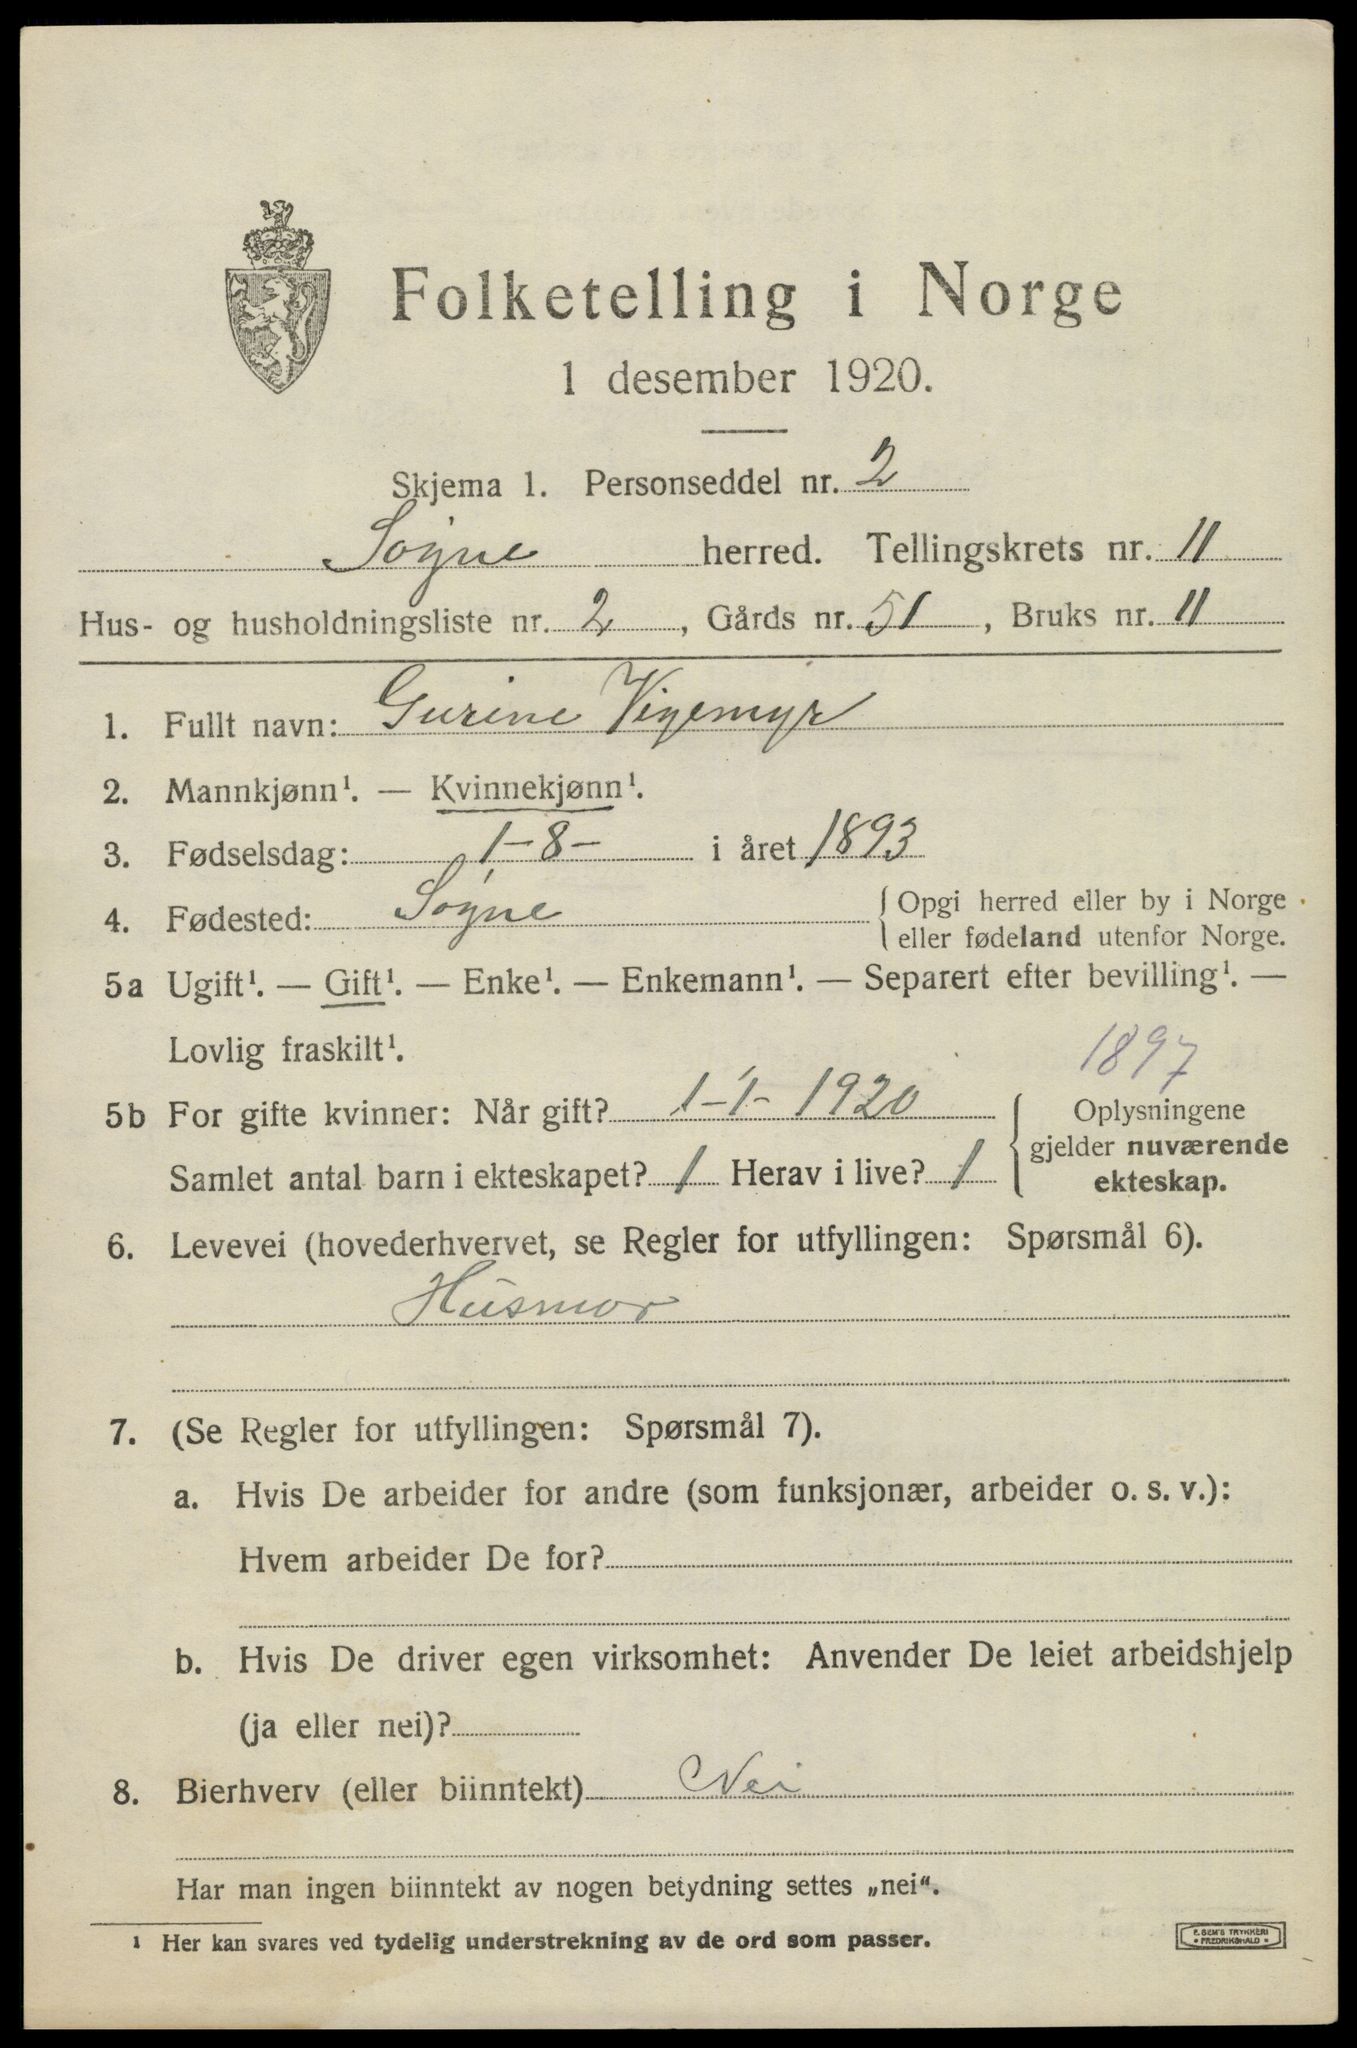 Folketelling i Norge
1 desember 1920.
Skjema 1. Personseddel nr. 2
Søgne herred. Tellingskrets nr. 11
Hus- og husholdningsliste nr. 2, Gårds nr. 51, Bruks nr. 11
1. Fullt navn: Gurine Vigemyr
2. Mannkjønn¹. — Kvinnekjønn¹.
3. Fødselsdag: 1-8- i året 1893
4. Fødested: Søgne { Opgi herred eller by i Norge
eller fødeland utenfor Norge.
5a Ugift¹. — Gift¹. — Enke¹. — Enkemann¹. — Separert efter bevilling¹. —
Lovlig fraskilt¹.
1897
5b For gifte kvinner: Når gift? 1-1- 1920 { Oplysningene
gjelder nuværende
Samlet antal barn i ekteskapet? 1 Herav i live? 1 ekteskap.
6. Levevei (hovederhvervet, se Regler for utfyllingen: Spørsmål 6).
Husmor
7. (Se Regler for utfyllingen: Spørsmål 7).
a. Hvis De arbeider for andre (som funksjonær, arbeider o. s. v.):
Hvem arbeider De for?
b. Hvis De driver egen virksomhet: Anvender De leiet arbeidshjelp
(ja eller nei)?
8. Bierhverv (eller biinntekt) Nei
Har man ingen biinntekt av nogen betydning settes „nei“.
¹ Her kan svares ved tydelig understrekning av de ord som passer.
E. SEM'S TRYKKERI
• FREDRIKSHALD •